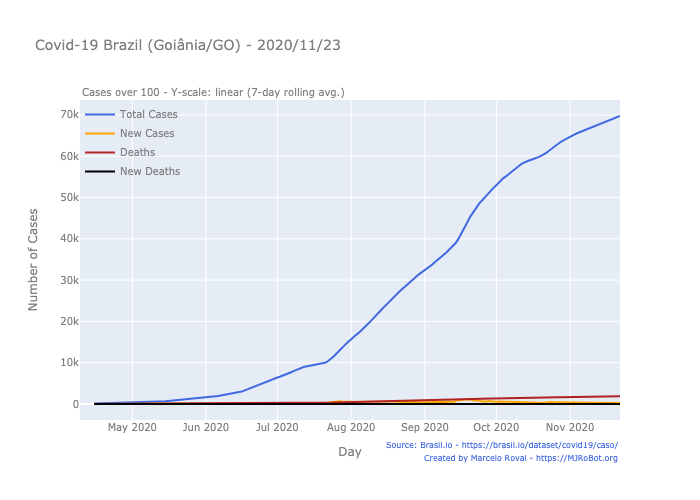 Covid-19 Brazil (Goiânia/GO) - 2020/11/23
Cases over 100 - Y-scale: linear (7-day rolling avg.)
70k
60k
50k
40k
30k
20k
10k
0
Total Cases
New Cases
Deaths
New Deaths
Number of Cases
May 2020
Jun 2020
Jul 2020
Aug 2020
Sep 2020
Oct 2020
Nov 2020
Day
Source: Brasil.io - https://brasil.io/dataset/covid19/caso/
Created by Marcelo Rovai - https://MJRoBot.org